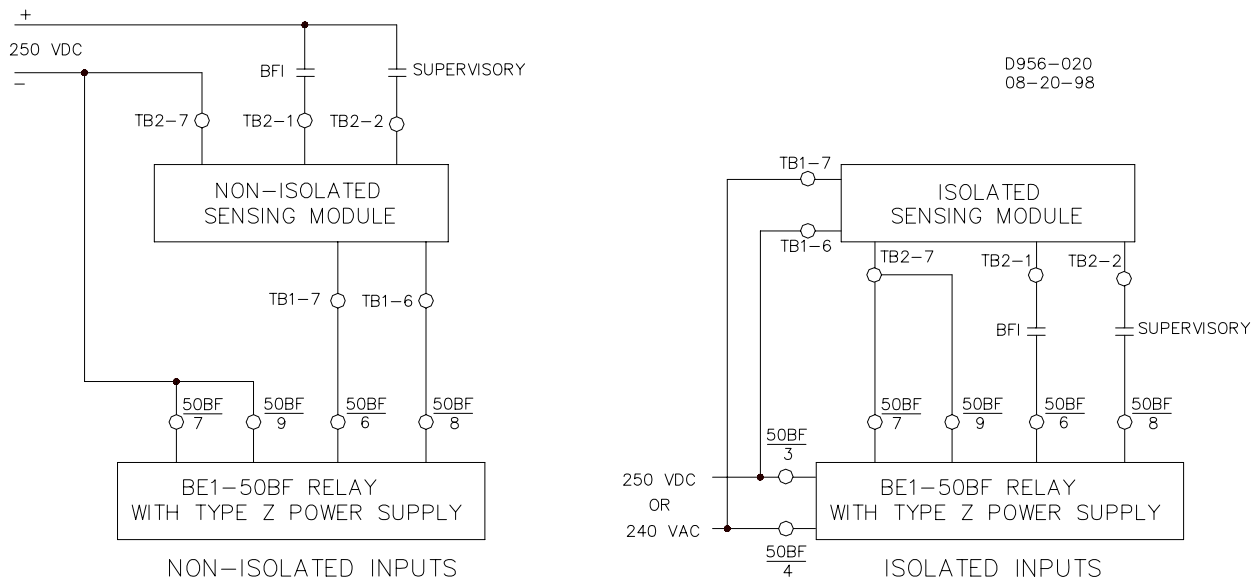 +
250 VDC
−
BFI
SUPERVISORY
TB2−7
TB2−1
TB2−2
NON−ISOLATED
SENSING MODULE
TB1−7
TB1−6
50BF
7
50BF
9
50BF
6
50BF
8
BE1−50BF RELAY
WITH TYPE Z POWER SUPPLY
NON−ISOLATED INPUTS
D956−020
08−20−98
TB1−7
ISOLATED
SENSING MODULE
TB1−6
TB2−7
TB2−1
TB2−2
BFI
SUPERVISORY
50BF
7
50BF
9
50BF
6
50BF
8
50BF
3
250 VDC
OR
240 VAC
50BF
4
BE1−50BF RELAY
WITH TYPE Z POWER SUPPLY
ISOLATED INPUTS